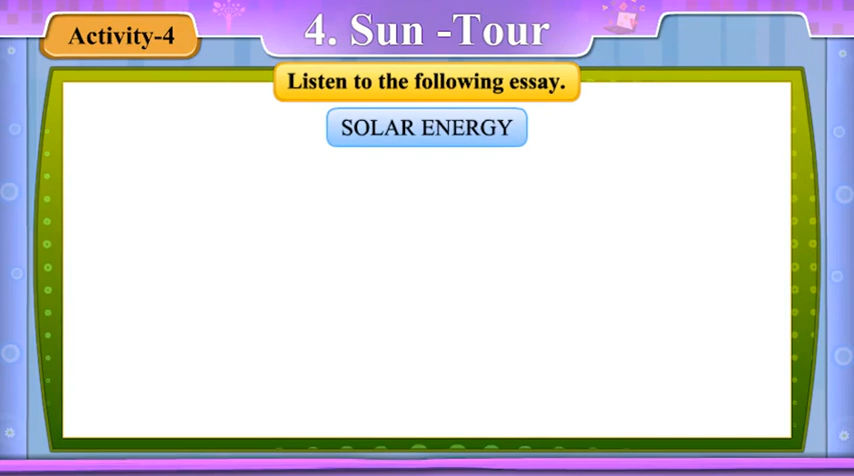 Activity-4
4. Sun -Tour
Listen to the following essay.
SOLAR ENERGY